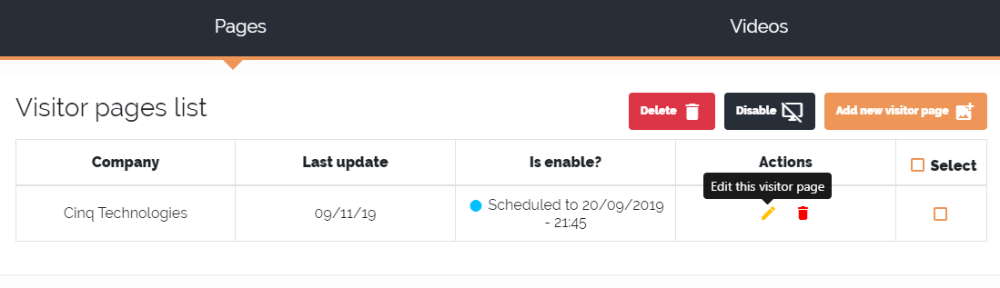 Pages
Videos
Visitor pages list
Delete
Disable
Add new visitor page
Company
Last update
Is enable?
Actions
Select
Edit this visitor page
Cinq Technologies
09/11/19
Scheduled to 20/09/2019
- 21:45